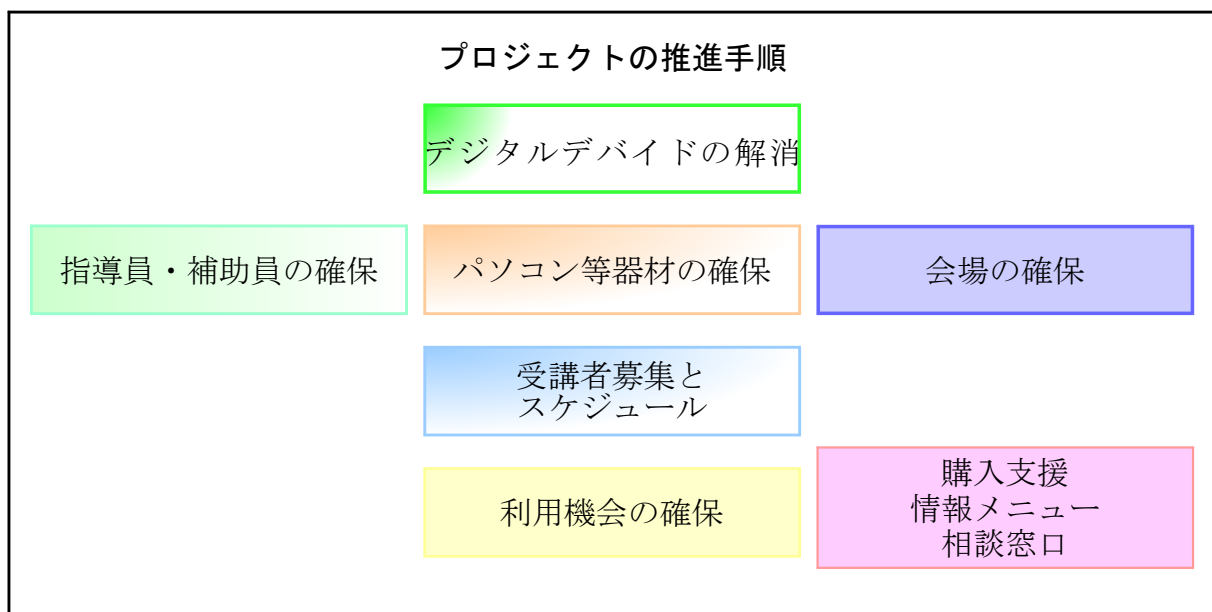 プロジェクトの推進手順
デジタルデバイドの解消
指導員・補助員の確保
パソコン等器材の確保
会場の確保
受講者募集と
スケジュール
利用機会の確保
購入支援
情報メニュー
相談窓口